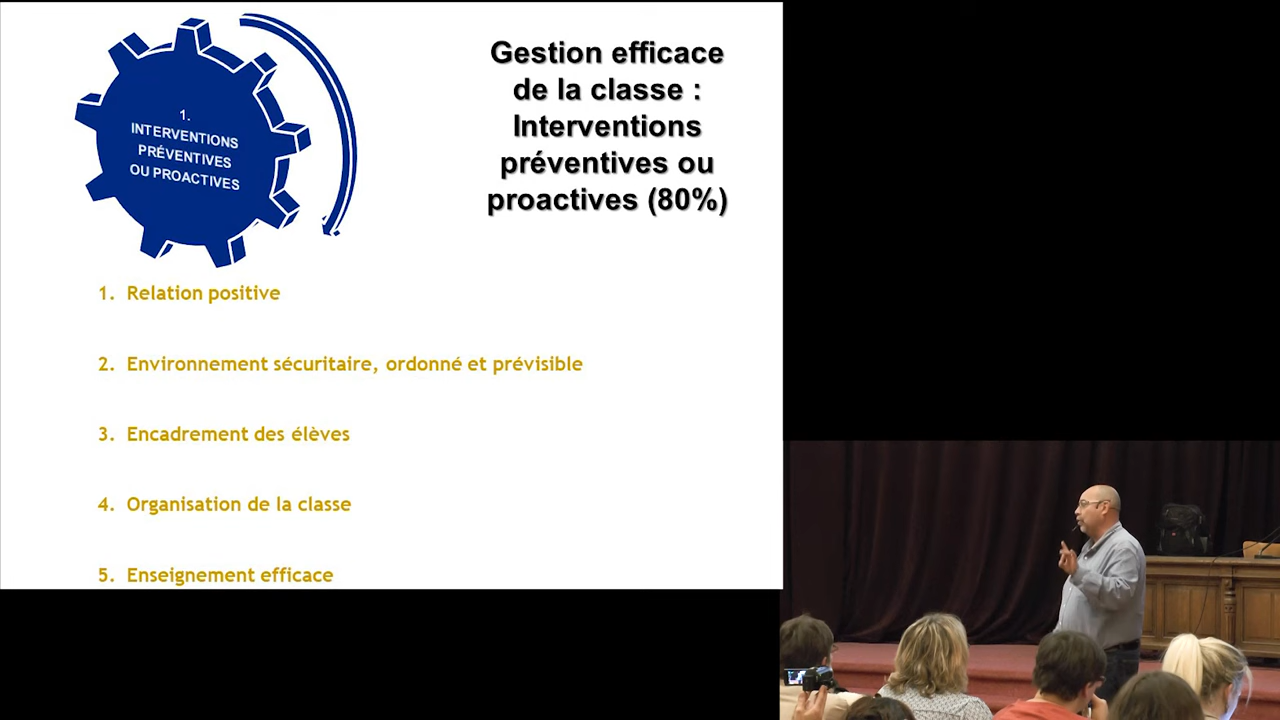 1.
INTERVENTIONS
PRÉVENTIVES
OU PROACTIVES
Gestion efficace
de la classe :
Interventions
préventives ou
proactives (80%)
1. Relation positive
2. Environnement sécuritaire, ordonné et prévisible
3. Encadrement des élèves
4. Organisation de la classe
5. Enseignement efficace